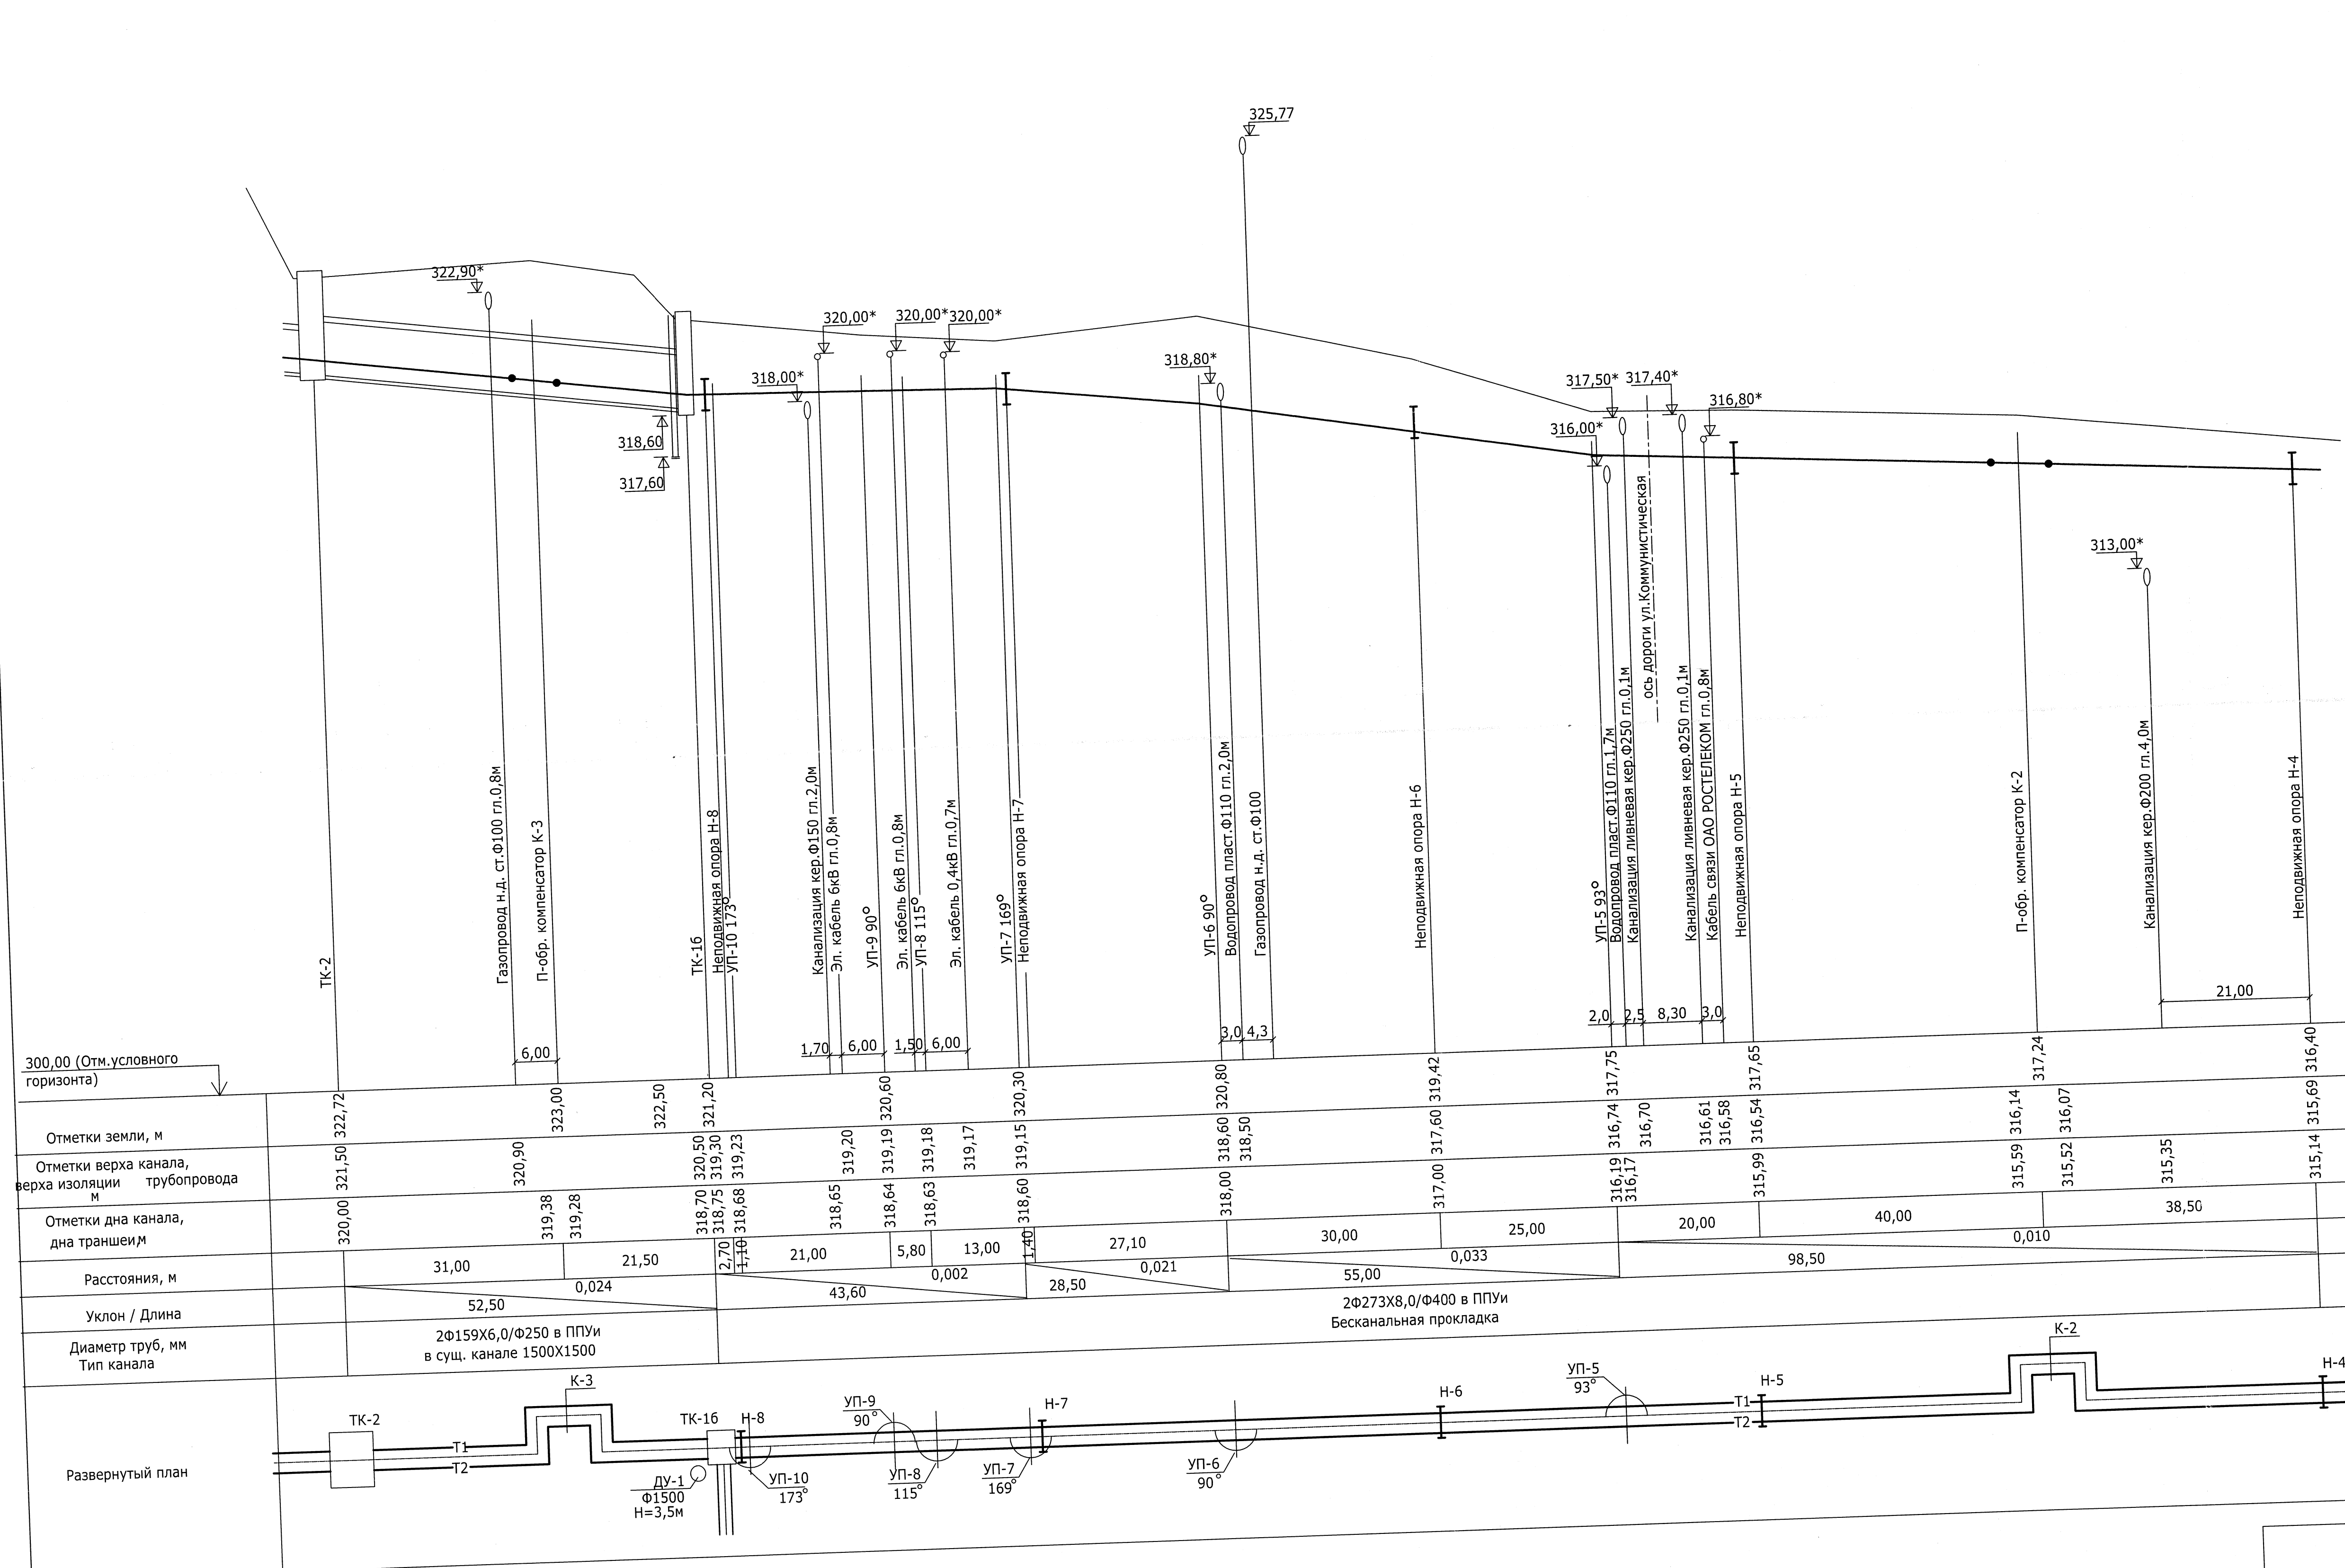 325,77
322,90*
320,00*
320,00*
320,00*
318,00*
318,80*
317,50*
317,40*
316,80*
316,00*
318,60
317,60
313,00*
ТК-2
Газопровод н.д. ст.Ф100 гл.0,8м
П-обр. компенсатор К-3
ТК-16
Неподвижная опора Н-8
УП-10 173°
Канализация кер.Ф150 гл.2,0м
Эл. кабель 6кВ гл.0,8м
УП-9 90°
Эл. кабель 6кВ гл.0,8м
УП-8 115°
Эл. кабель 0,4кВ гл.0,7м
УП-7 169°
Неподвижная опора Н-7
УП-6 90°
Водопровод пласт.Ф110 гл.2,0м
Газопровод н.д. ст.Ф100
Неподвижная опора Н-6
УП-5 93°
Водопровод пласт.Ф110 гл.1,7м
Канализация ливневая кер.Ф250 гл.0,1м
ось дороги ул.Коммунистическая
Канализация ливневая кер.Ф250 гл.0,1м
Кабель связи ОАО РОСТЕЛЕКОМ гл.0,8м
Неподвижная опора Н-5
П-обр. компенсатор К-2
Канализация кер.Ф200 гл.4,0м
Неподвижная опора Н-4
6,00
1,70
6,00
1,50
6,00
3,0
4,3
2,0
2,5
8,30
3,0
21,00
300,00 (Отм.условного
горизонта)
Отметки земли, м
322,72
323,00
322,50
321,20
320,60
320,30
320,80
319,42
317,75
317,65
317,24
316,40
Отметки верха канала,
верха изоляции трубопровода
м
321,50
320,90
320,50
319,30
319,23
319,20
319,19
319,18
319,17
319,15
318,60
318,50
317,60
316,74
316,70
316,61
316,58
316,54
316,14
316,07
315,69
Отметки дна канала,
дна траншеи,м
320,00
319,38
319,28
318,70
318,75
318,68
318,65
318,64
318,63
318,60
318,00
317,00
316,19
316,17
315,99
315,59
315,52
315,35
315,14
Расстояния, м
31,00
21,50
2,70
1,10
21,00
5,80
13,00
1,40
27,10
30,00
25,00
20,00
40,00
38,50
Уклон / Длина
0,024
52,50
0,002
43,60
0,021
28,50
0,033
55,00
0,010
98,50
Диаметр труб, мм
Тип канала
2Ф159Х6,0/Ф250 в ППУи
в сущ. канале 1500Х1500
2Ф273Х8,0/Ф400 в ППУи
Бесканальная прокладка
Развернутый план
ТК-2
Т1
Т2
К-3
ТК-16
Н-8
ДУ-1
Ф1500
Н=3,5м
УП-10
173°
УП-9
90°
УП-8
115°
УП-7
169°
Н-7
УП-6
90°
Н-6
УП-5
93°
Т1
Т2
Н-5
К-2
Н-4